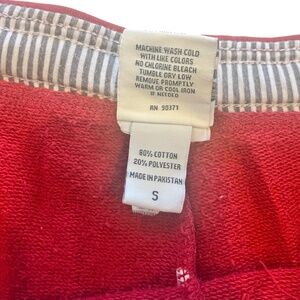 MACHINE WASH COLD
WITH LIKE COLORS
NO CHLORINE BLEACH
TUMBLE DRY LOW
REMOVE PROMPTLY
WARM OR COOL IRON
IF NEEDED
RN 90371
80% COTTON
20% POLYESTER
MADE IN PAKISTAN
S